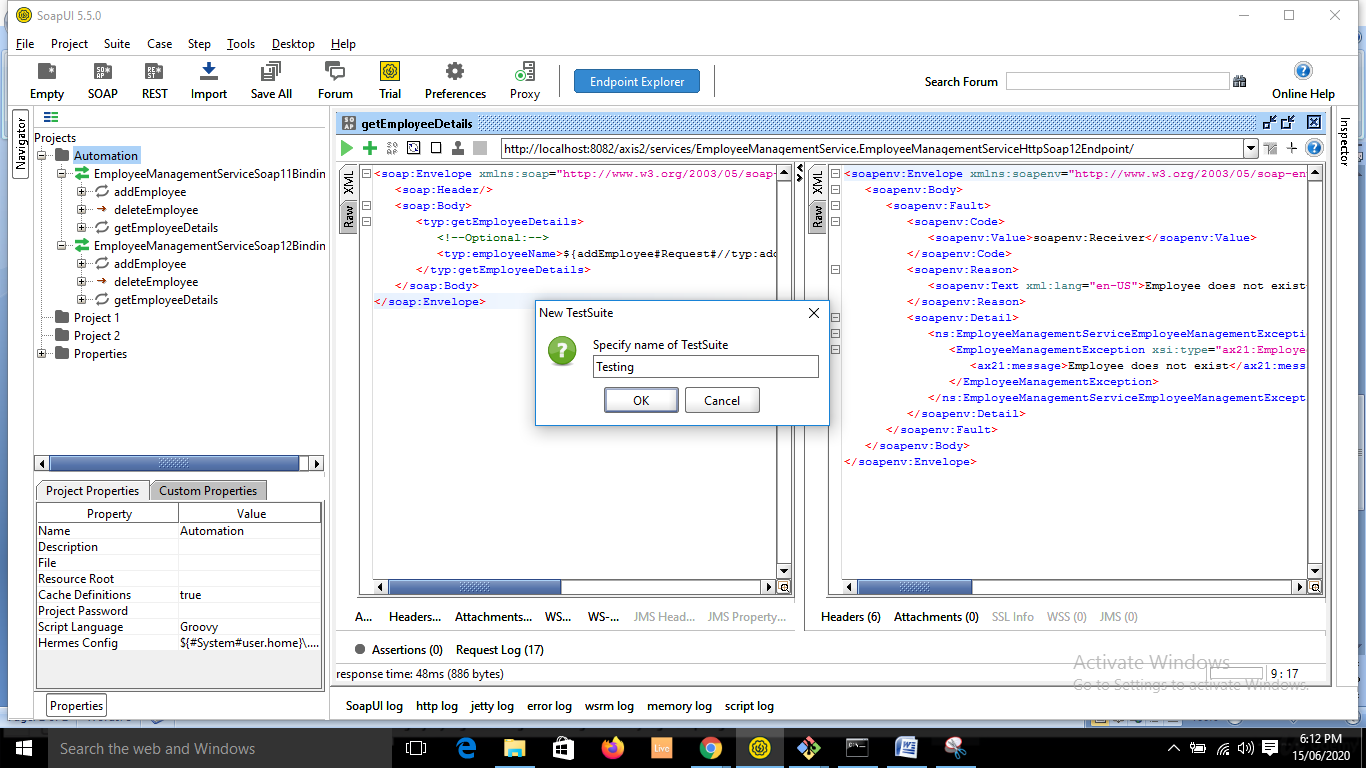 SoapUI 5.5.0
File Project Suite Case Step Tools Desktop Help
Empty SOAP REST Import Save All Forum Trial Preferences Proxy Endpoint Explorer Search Forum Online Help
Navigator
Projects
Automation
EmployeeManagementServiceSoap11Bindin
addEmployee
deleteEmployee
getEmployeeDetails
EmployeeManagementServiceSoap12Bindin
addEmployee
deleteEmployee
getEmployeeDetails
Project 1
Project 2
Properties
Project Properties Custom Properties
Property Value
Name Automation
Description
File
Resource Root
Cache Definitions true
Project Password
Script Language Groovy
Hermes Config ${#System#user.home}\....
Properties
getEmployeeDetails
http://localhost:8082/axis2/services/EmployeeManagementService.EmployeeManagementServiceHttpSoap12Endpoint/
XML
Raw
<soap:Envelope xmlns:soap="http://www.w3.org/2003/05/soap-
<soap:Header/>
<soap:Body>
<typ:getEmployeeDetails>
<!--Optional:-->
<typ:employeeName>${addEmployee#Request#//typ:add
</typ:getEmployeeDetails>
</soap:Body>
</soap:Envelope>
XML
Raw
<soapenv:Envelope xmlns:soapenv="http://www.w3.org/2003/05/soap-en
<soapenv:Body>
<soapenv:Fault>
<soapenv:Code>
<soapenv:Value>soapenv:Receiver</soapenv:Value>
</soapenv:Code>
<soapenv:Reason>
<soapenv:Text xml:lang="en-US">Employee does not exist
</soapenv:Reason>
<soapenv:Detail>
<ns:EmployeeManagementServiceEmployeeManagementExcepti
<EmployeeManagementException xsi:type="ax21:Employe
<ax21:message>Employee does not exist</ax21:mess
</EmployeeManagementException>
</ns:EmployeeManagementServiceEmployeeManagementExcept
</soapenv:Detail>
</soapenv:Fault>
</soapenv:Body>
</soapenv:Envelope>
Inspector
New TestSuite
Specify name of TestSuite
Testing
OK Cancel
A... Headers... Attachments... WS... WS-... JMS Head... JMS Property...
Headers (6) Attachments (0) SSL Info WSS (0) JMS (0)
Assertions (0) Request Log (17)
response time: 48ms (886 bytes)
9 : 17
Activate Windows
Go to Settings to activate Windows.
SoapUI log http log jetty log error log wsrm log memory log script log
Search the web and Windows
Live
6:12 PM
15/06/2020